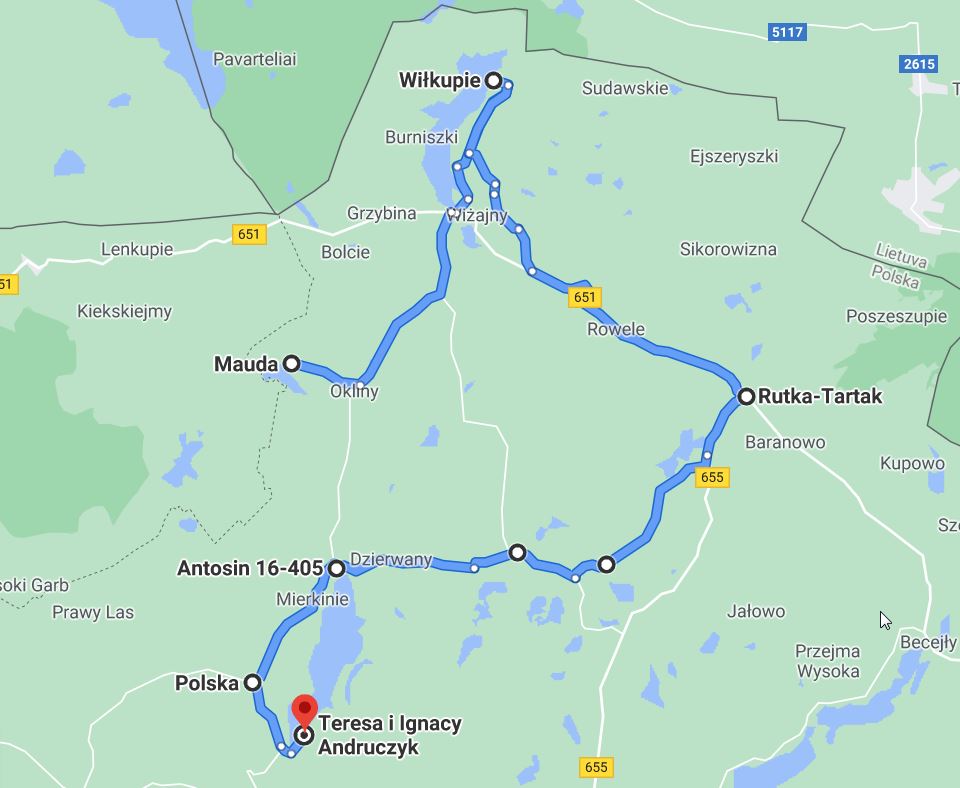 5117
Pavarteliai
2615
Wiłkupie
Sudawskie
Burniszki
Ejszeryszki
Grzybina
Wiżajny
651
Lenkupie
Bolcie
Sikorowizna
Lietuva
Polska
51
651
Kiekskiejmy
Poszeszupie
Rowele
Mauda
Okliny
Rutka-Tartak
Baranowo
Kupowo
655
Dzierwany
Antosin 16-405
soki Garb
Mierkinie
Prawy Las
Jałowo
Becejły
Przejma
Wysoka
Polska
Teresa i Ignacy
Andruczyk
655